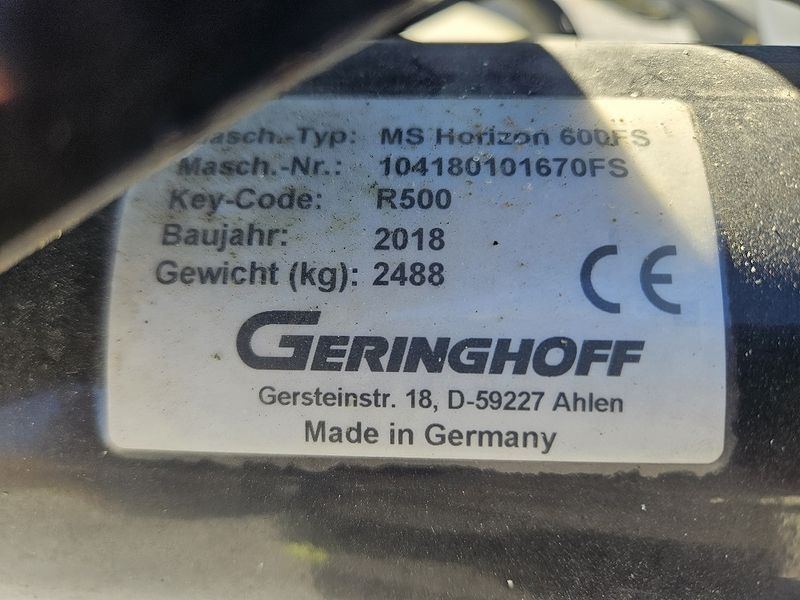 Masch.-Typ: MS Horizon 600FS
Masch.-Nr.: 104180101670FS
Key-Code: R500
Baujahr: 2018
Gewicht (kg): 2488
CE
GERINGHOFF
Gersteinstr. 18, D-59227 Ahlen
Made in Germany